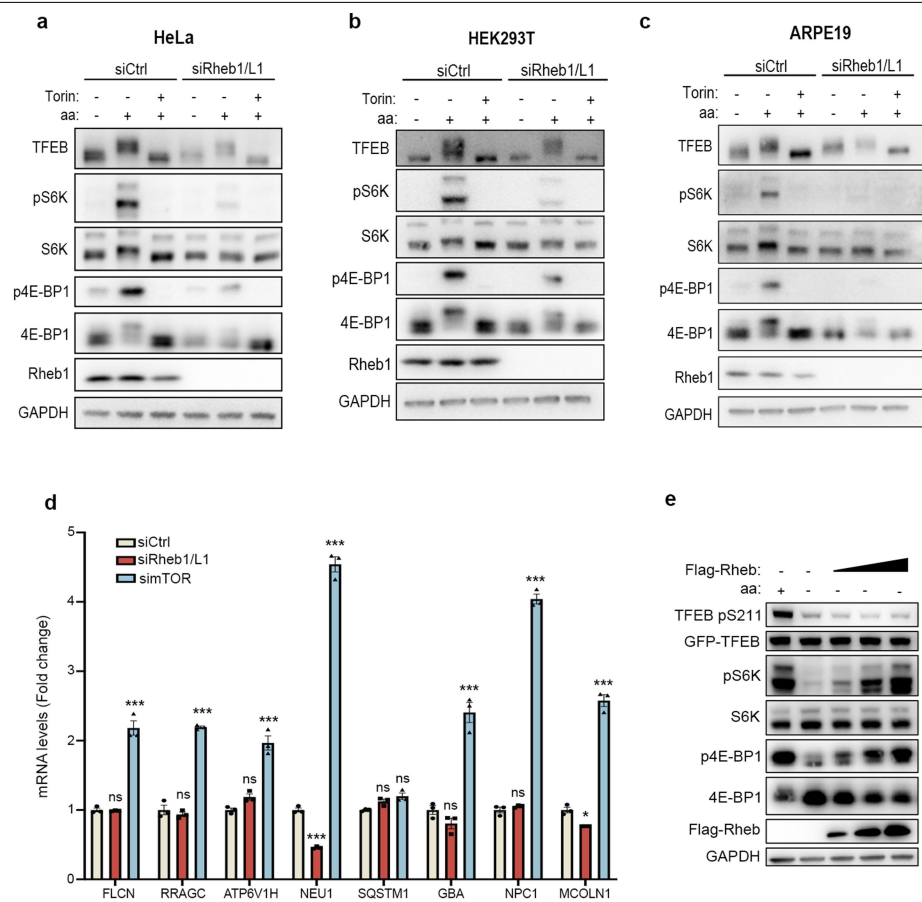 a
HeLa
siCtrl siRheb1/L1
Torin: - - + - - +
aa: - + + - + +
TFEB
pS6K
S6K
p4E-BP1
4E-BP1
Rheb1
GAPDH
b
HEK293T
siCtrl siRheb1/L1
Torin: - - + - - +
aa: - + + - + +
TFEB
pS6K
S6K
p4E-BP1
4E-BP1
Rheb1
GAPDH
c
ARPE19
siCtrl siRheb1/L1
Torin: - - + - - +
aa: - + + - + +
TFEB
pS6K
S6K
p4E-BP1
4E-BP1
Rheb1
GAPDH
d
siCtrl
siRheb1/L1
simTOR
mRNA levels (Fold change)
5
4
3
2
1
0
ns ***
ns ***
ns ***
*** ***
ns ns
ns ***
ns ***
* ***
FLCN RRAGC ATP6V1H NEU1 SQSTM1 GBA NPC1 MCOLN1
e
Flag-Rheb: - -
aa: + - - - -
TFEB pS211
GFP-TFEB
pS6K
S6K
p4E-BP1
4E-BP1
Flag-Rheb
GAPDH